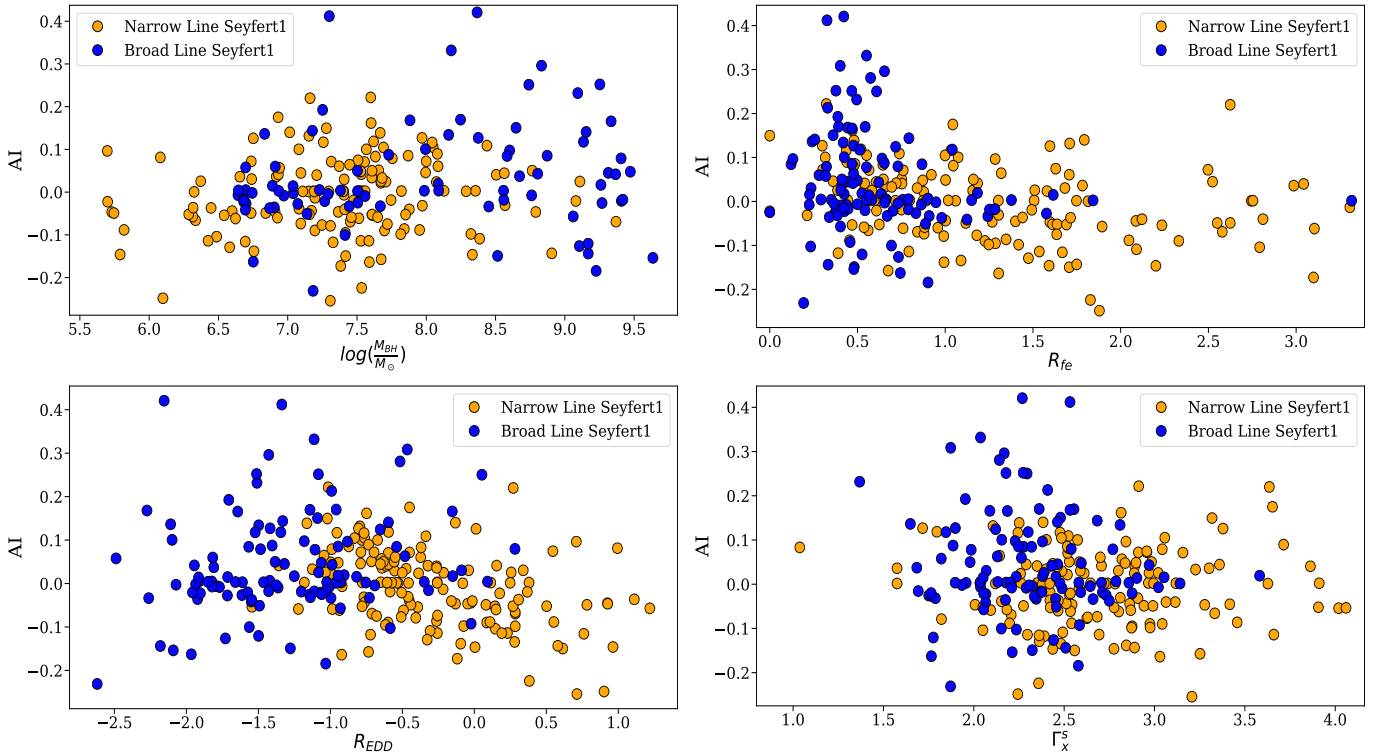 0.4
0.3
0.2
0.1
0.0
−0.1
−0.2
AI
Narrow Line Seyfert1
Broad Line Seyfert1
5.5 6.0 6.5 7.0 7.5 8.0 8.5 9.0 9.5
log(M_BH/M_⊙)
0.4
0.3
0.2
0.1
0.0
−0.1
−0.2
AI
Narrow Line Seyfert1
Broad Line Seyfert1
0.0 0.5 1.0 1.5 2.0 2.5 3.0
R_fe
0.4
0.3
0.2
0.1
0.0
−0.1
−0.2
AI
Narrow Line Seyfert1
Broad Line Seyfert1
−2.5 −2.0 −1.5 −1.0 −0.5 0.0 0.5 1.0
R_EDD
0.4
0.3
0.2
0.1
0.0
−0.1
−0.2
AI
Narrow Line Seyfert1
Broad Line Seyfert1
1.0 1.5 2.0 2.5 3.0 3.5 4.0
Γ_x^s